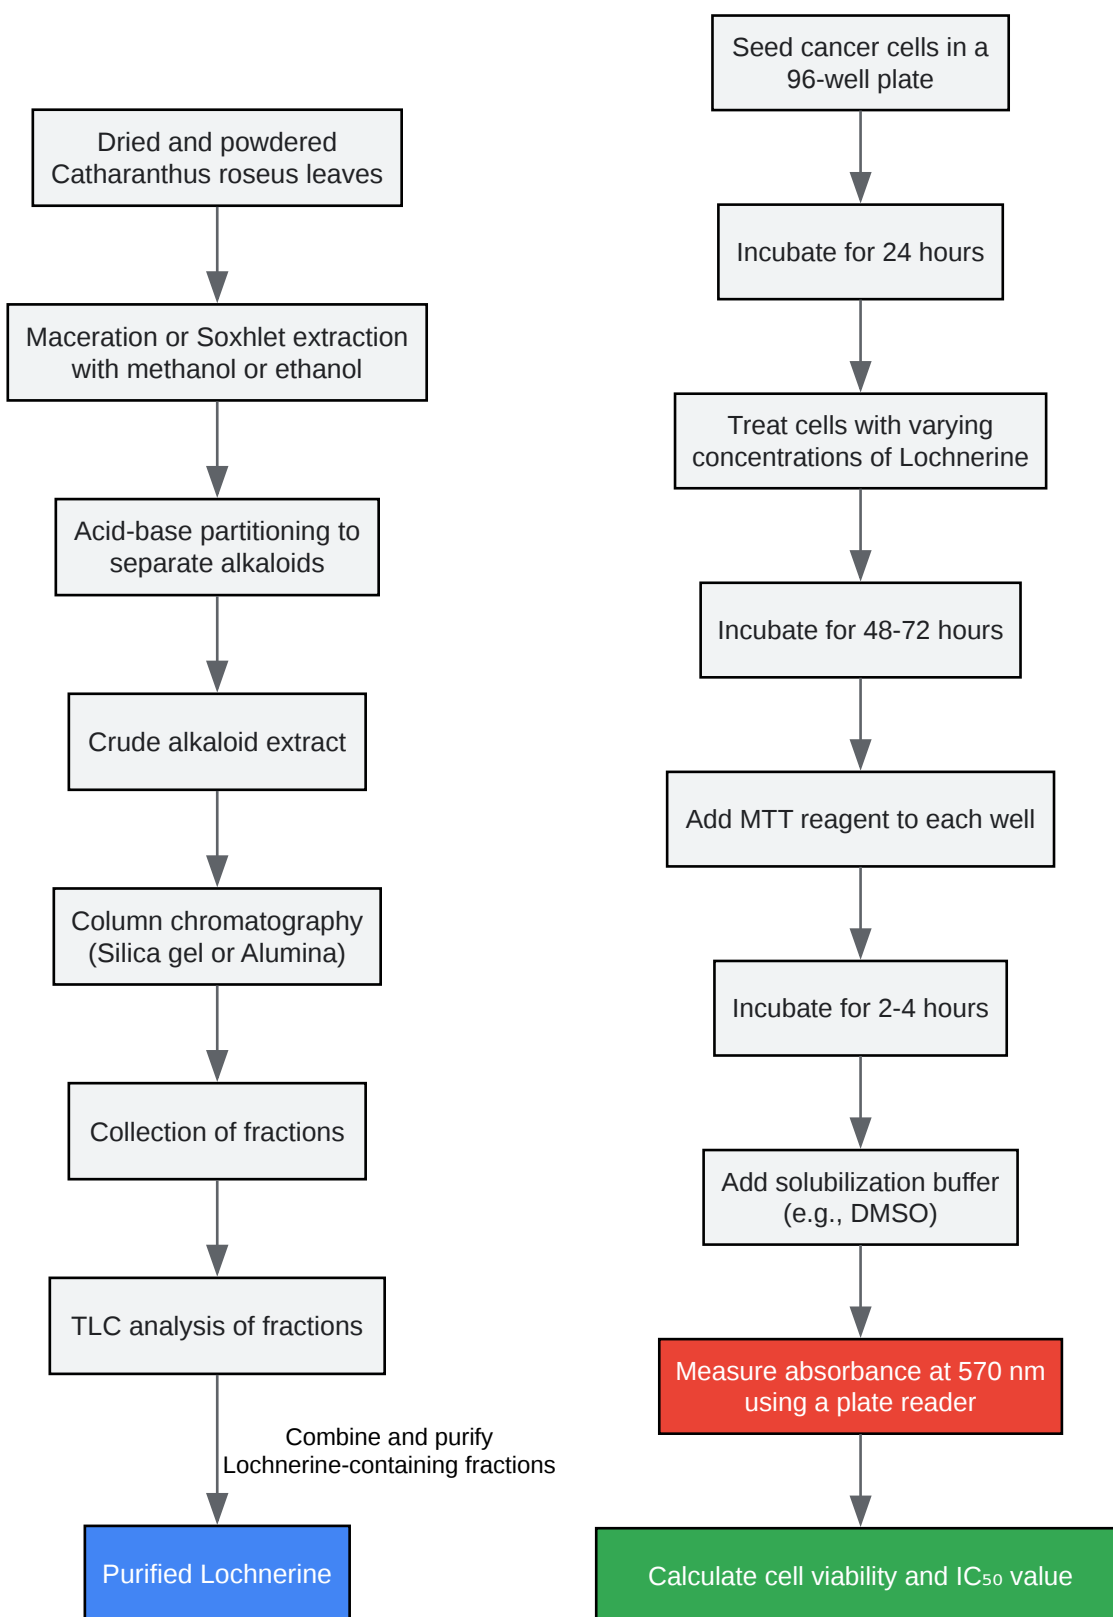 Dried and powdered
Catharanthus roseus leaves
Maceration or Soxhlet extraction
with methanol or ethanol
Acid-base partitioning to
separate alkaloids
Crude alkaloid extract
Column chromatography
(Silica gel or Alumina)
Collection of fractions
TLC analysis of fractions
Combine and purify
Lochnerine-containing fractions
Purified Lochnerine
Seed cancer cells in a
96-well plate
Incubate for 24 hours
Treat cells with varying
concentrations of Lochnerine
Incubate for 48-72 hours
Add MTT reagent to each well
Incubate for 2-4 hours
Add solubilization buffer
(e.g., DMSO)
Measure absorbance at 570 nm
using a plate reader
Calculate cell viability and IC₅₀ value